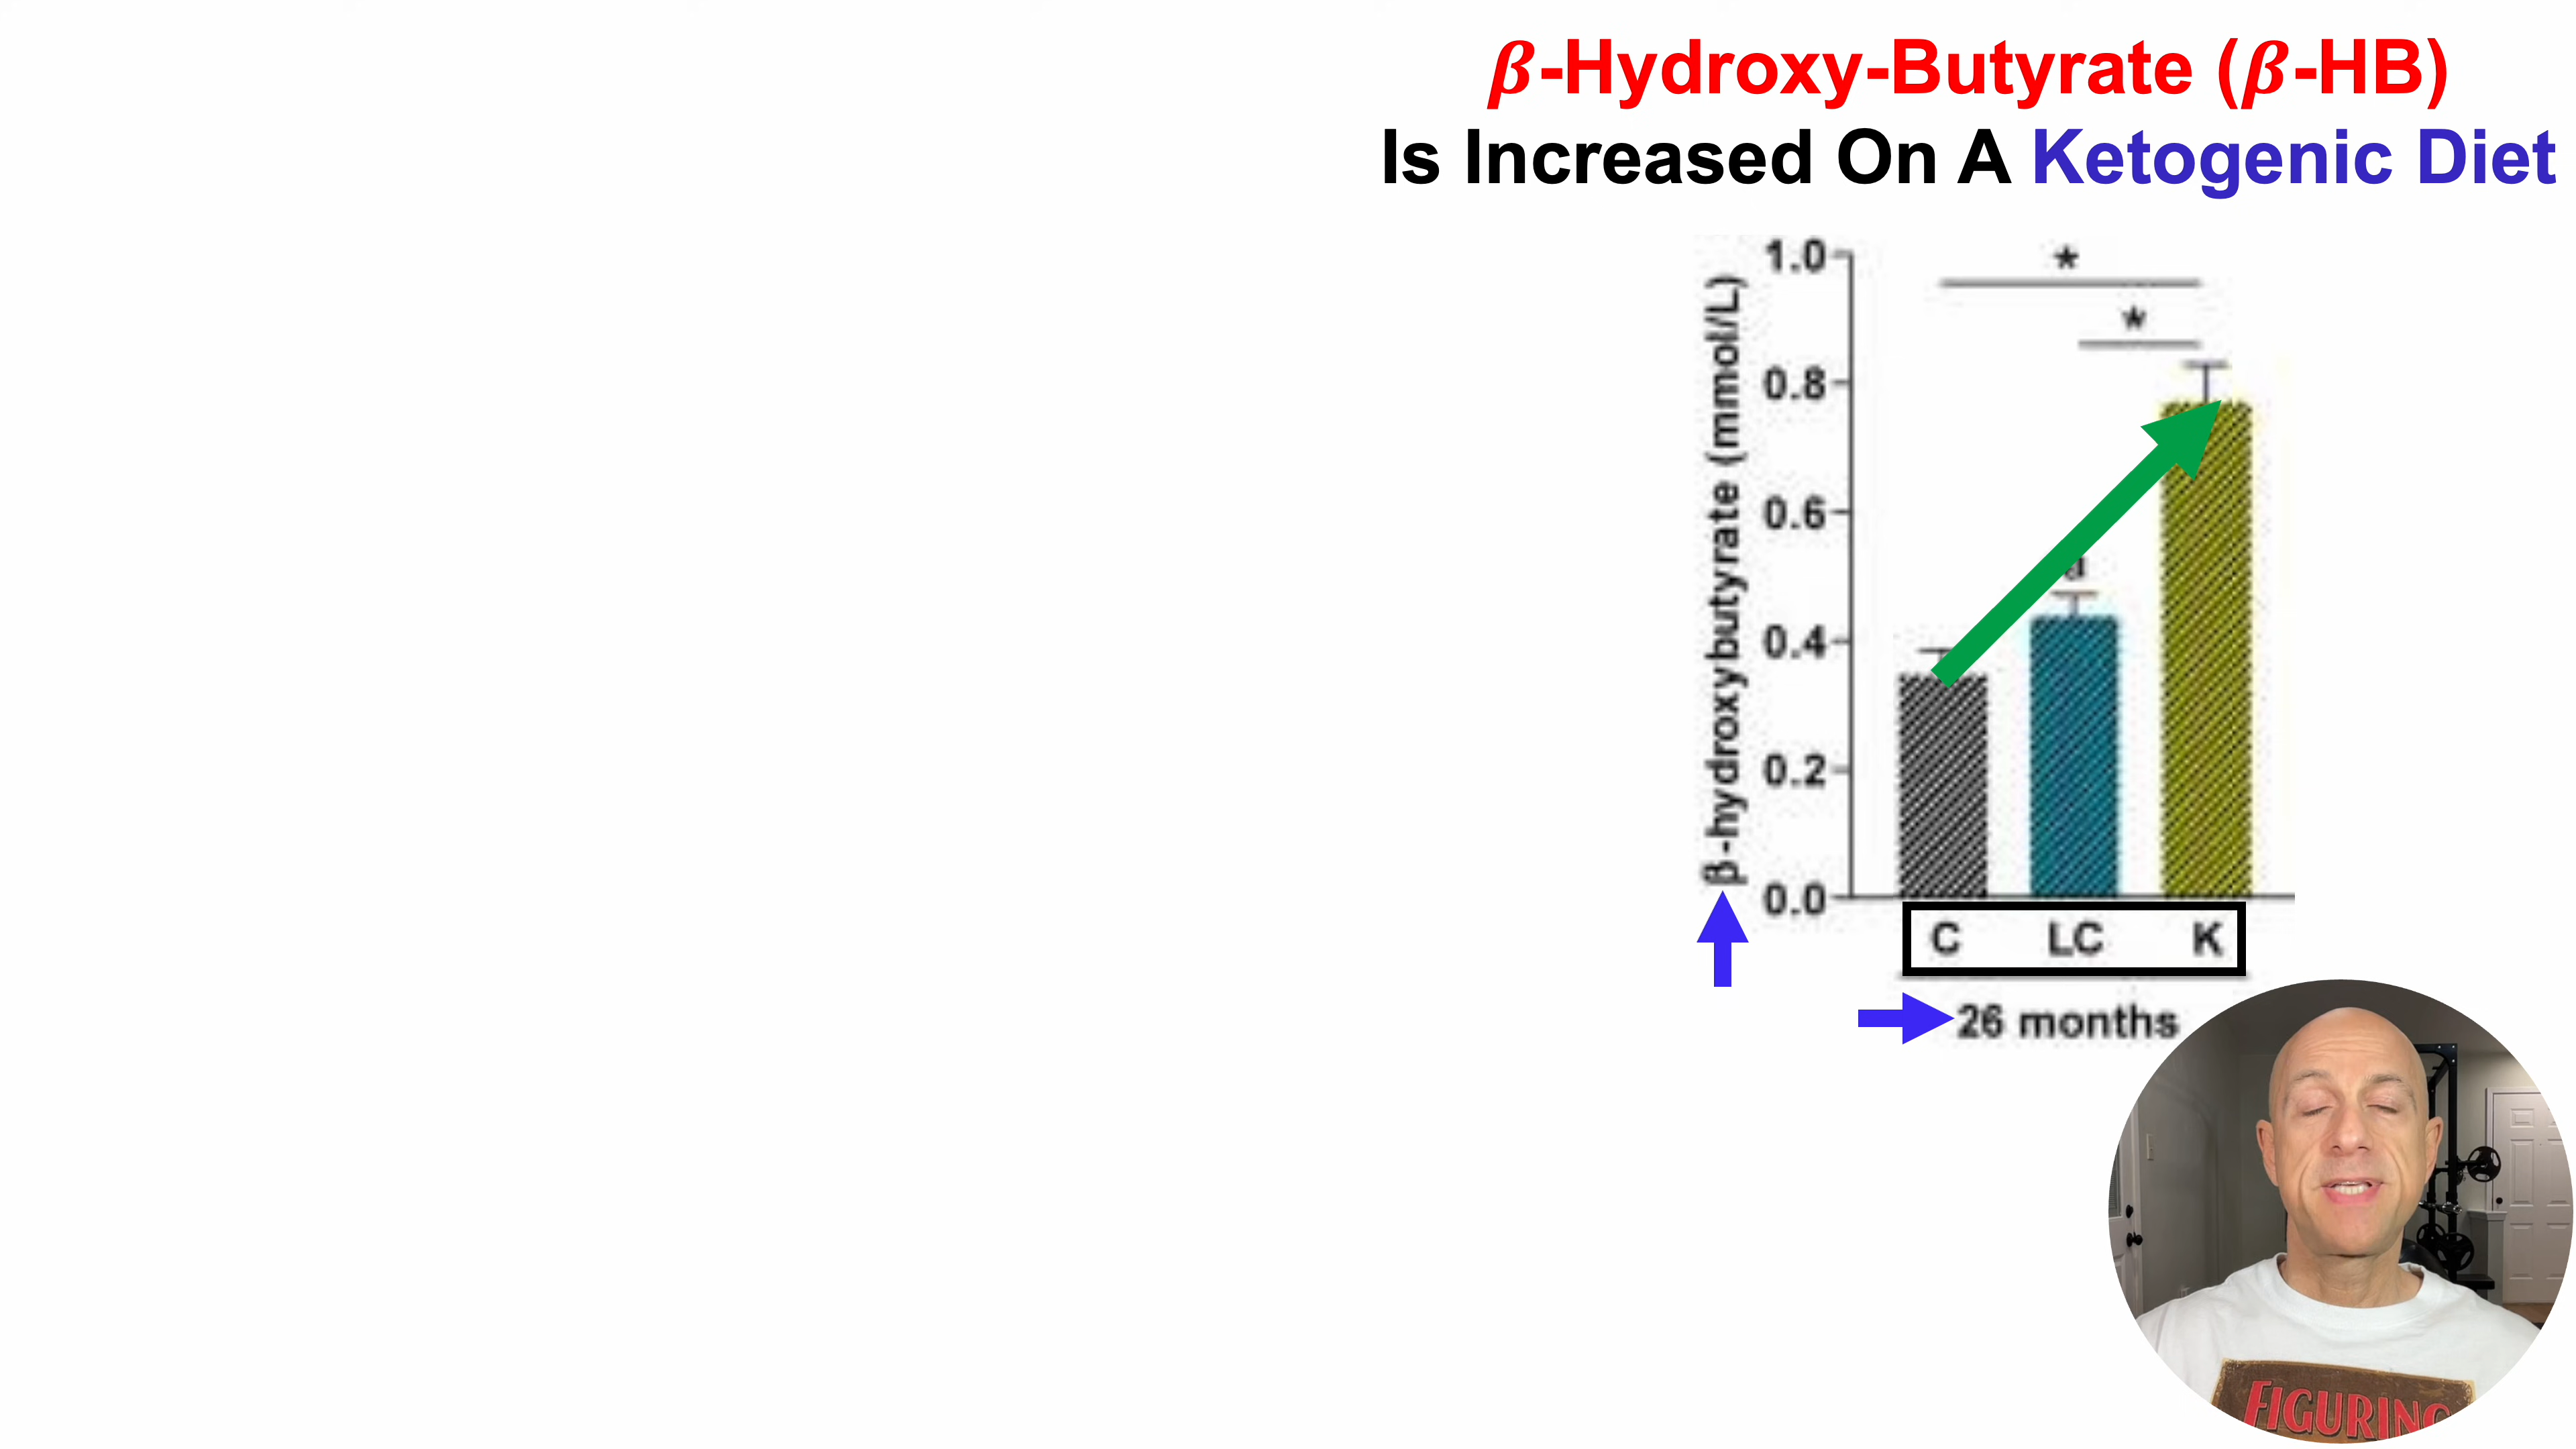 β-Hydroxy-Butyrate (β-HB)
Is Increased On A Ketogenic Diet
β-hydroxybutyrate (mmol/L)
1.0
0.8
0.6
0.4
0.2
0.0
*
*
a
C LC K
26 months
FIGURING